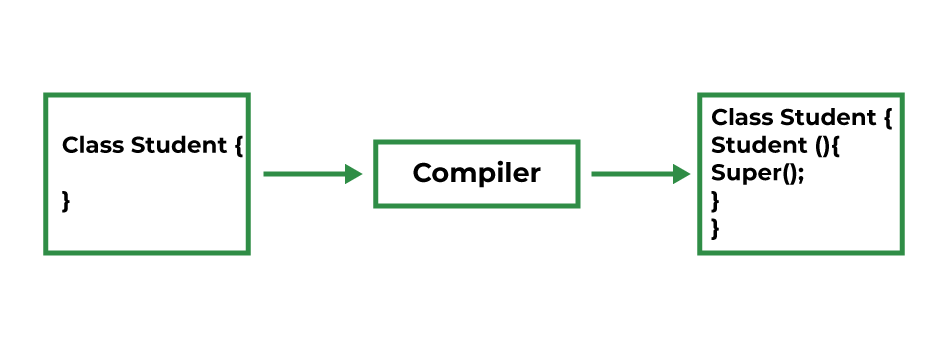 Class Student {
}
Compiler
Class Student {
Student (){
Super();
}
}